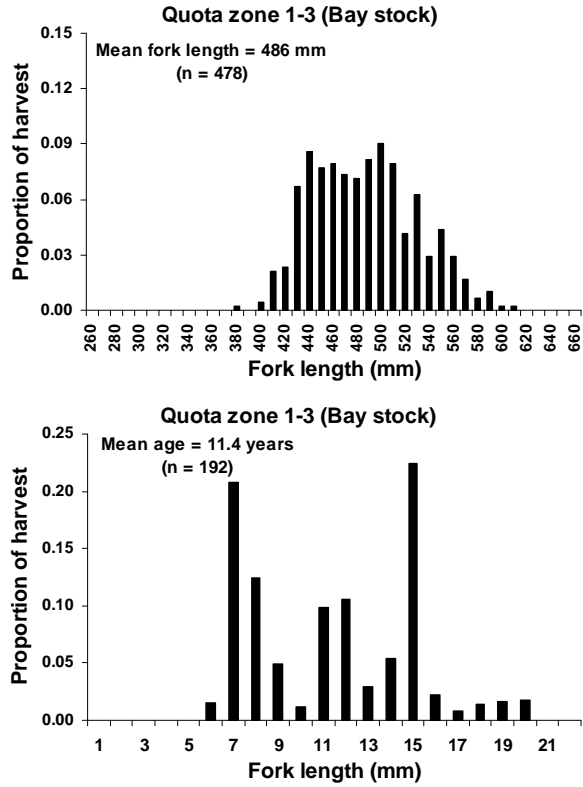 Quota zone 1-3 (Bay stock)
Mean fork length = 486 mm
(n = 478)
Proportion of harvest
0.15
0.12
0.09
0.06
0.03
0.00
260 280 300 320 340 360 380 400 420 440 460 480 500 520 540 560 580 600 620 640 660
Fork length (mm)
Quota zone 1-3 (Bay stock)
Mean age = 11.4 years
(n = 192)
Proportion of harvest
0.25
0.20
0.15
0.10
0.05
0.00
1 3 5 7 9 11 13 15 17 19 21
Fork length (mm)